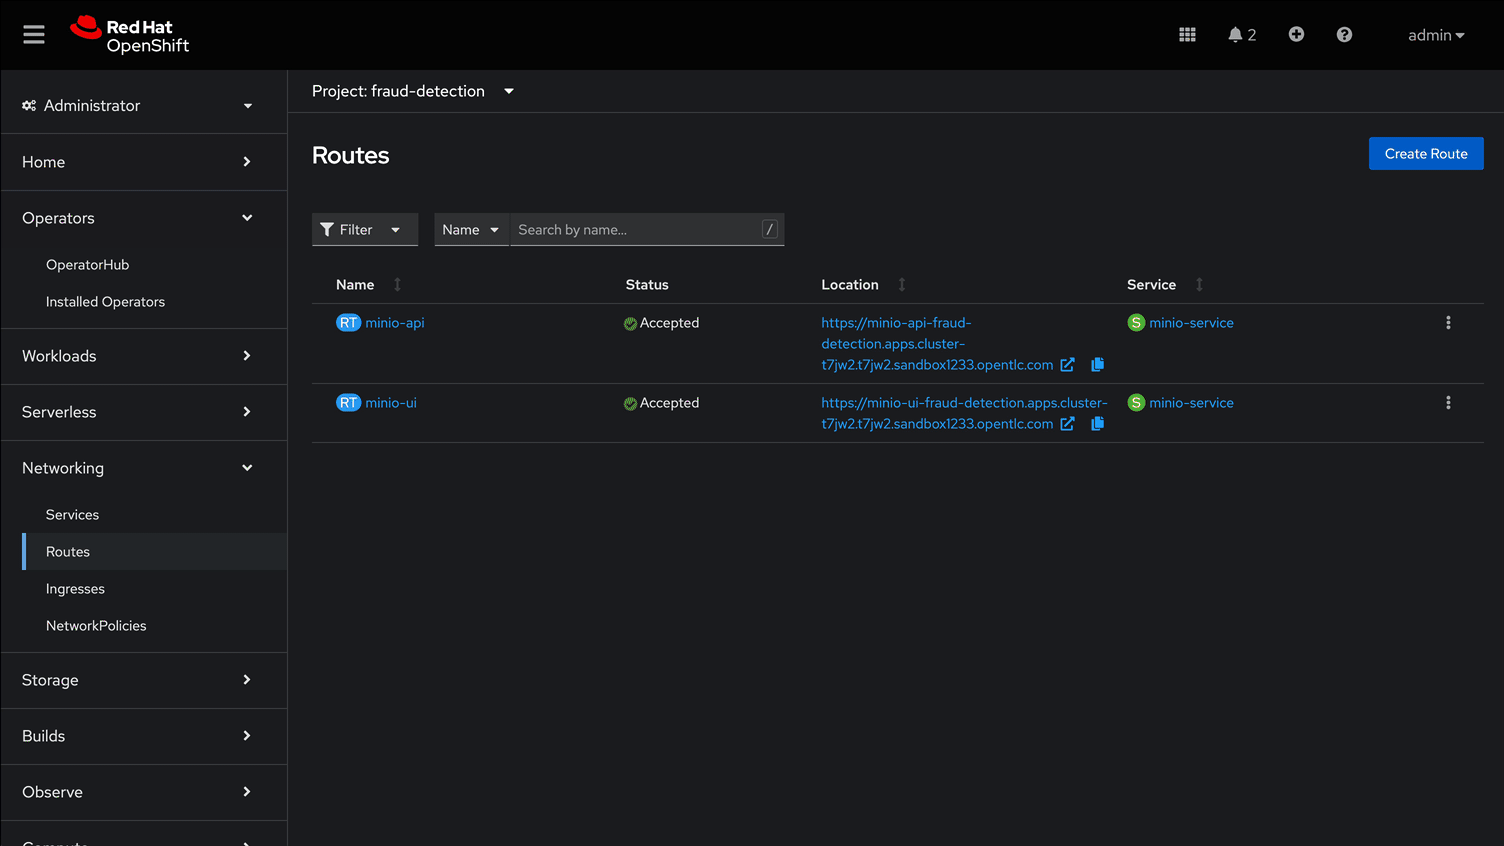 Red Hat
OpenShift
2
admin
Administrator
Home
Operators
OperatorHub
Installed Operators
Workloads
Serverless
Networking
Services
Routes
Ingresses
NetworkPolicies
Storage
Builds
Observe
Project: fraud-detection
Routes
Create Route
Filter
Name
Search by name...
/
Name
Status
Location
Service
RT minio-api
Accepted
https://minio-api-fraud-
detection.apps.cluster-
t7jw2.t7jw2.sandbox1233.opentlc.com
S minio-service
RT minio-ui
Accepted
https://minio-ui-fraud-detection.apps.cluster-
t7jw2.t7jw2.sandbox1233.opentlc.com
S minio-service